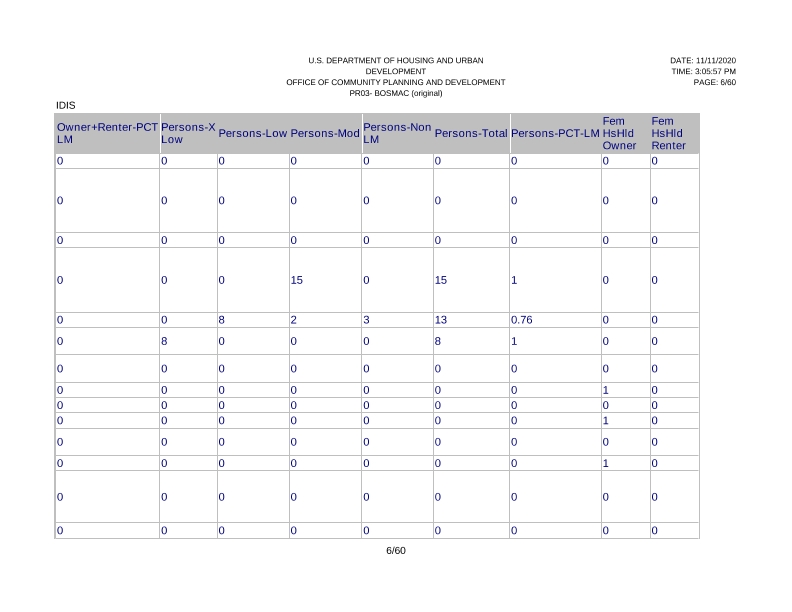 U.S. DEPARTMENT OF HOUSING AND URBAN
DEVELOPMENT
OFFICE OF COMMUNITY PLANNING AND DEVELOPMENT
PR03- BOSMAC (original)
DATE: 11/11/2020
TIME: 3:05:57 PM
PAGE: 6/60
IDIS
Owner+Renter-PCT LM Persons-X Low Persons-Low Persons-Mod Persons-Non LM Persons-Total Persons-PCT-LM Fem HsHld Owner Fem HsHld Renter
0 0 0 0 0 0 0 0 0
0 0 0 0 0 0 0 0 0
0 0 0 0 0 0 0 0 0
0 0 0 15 0 15 1 0 0
0 0 8 2 3 13 0.76 0 0
0 8 0 0 0 8 1 0 0
0 0 0 0 0 0 0 0 0
0 0 0 0 0 0 0 1 0
0 0 0 0 0 0 0 0 0
0 0 0 0 0 0 0 1 0
0 0 0 0 0 0 0 0 0
0 0 0 0 0 0 0 1 0
0 0 0 0 0 0 0 0 0
0 0 0 0 0 0 0 0 0
6/60